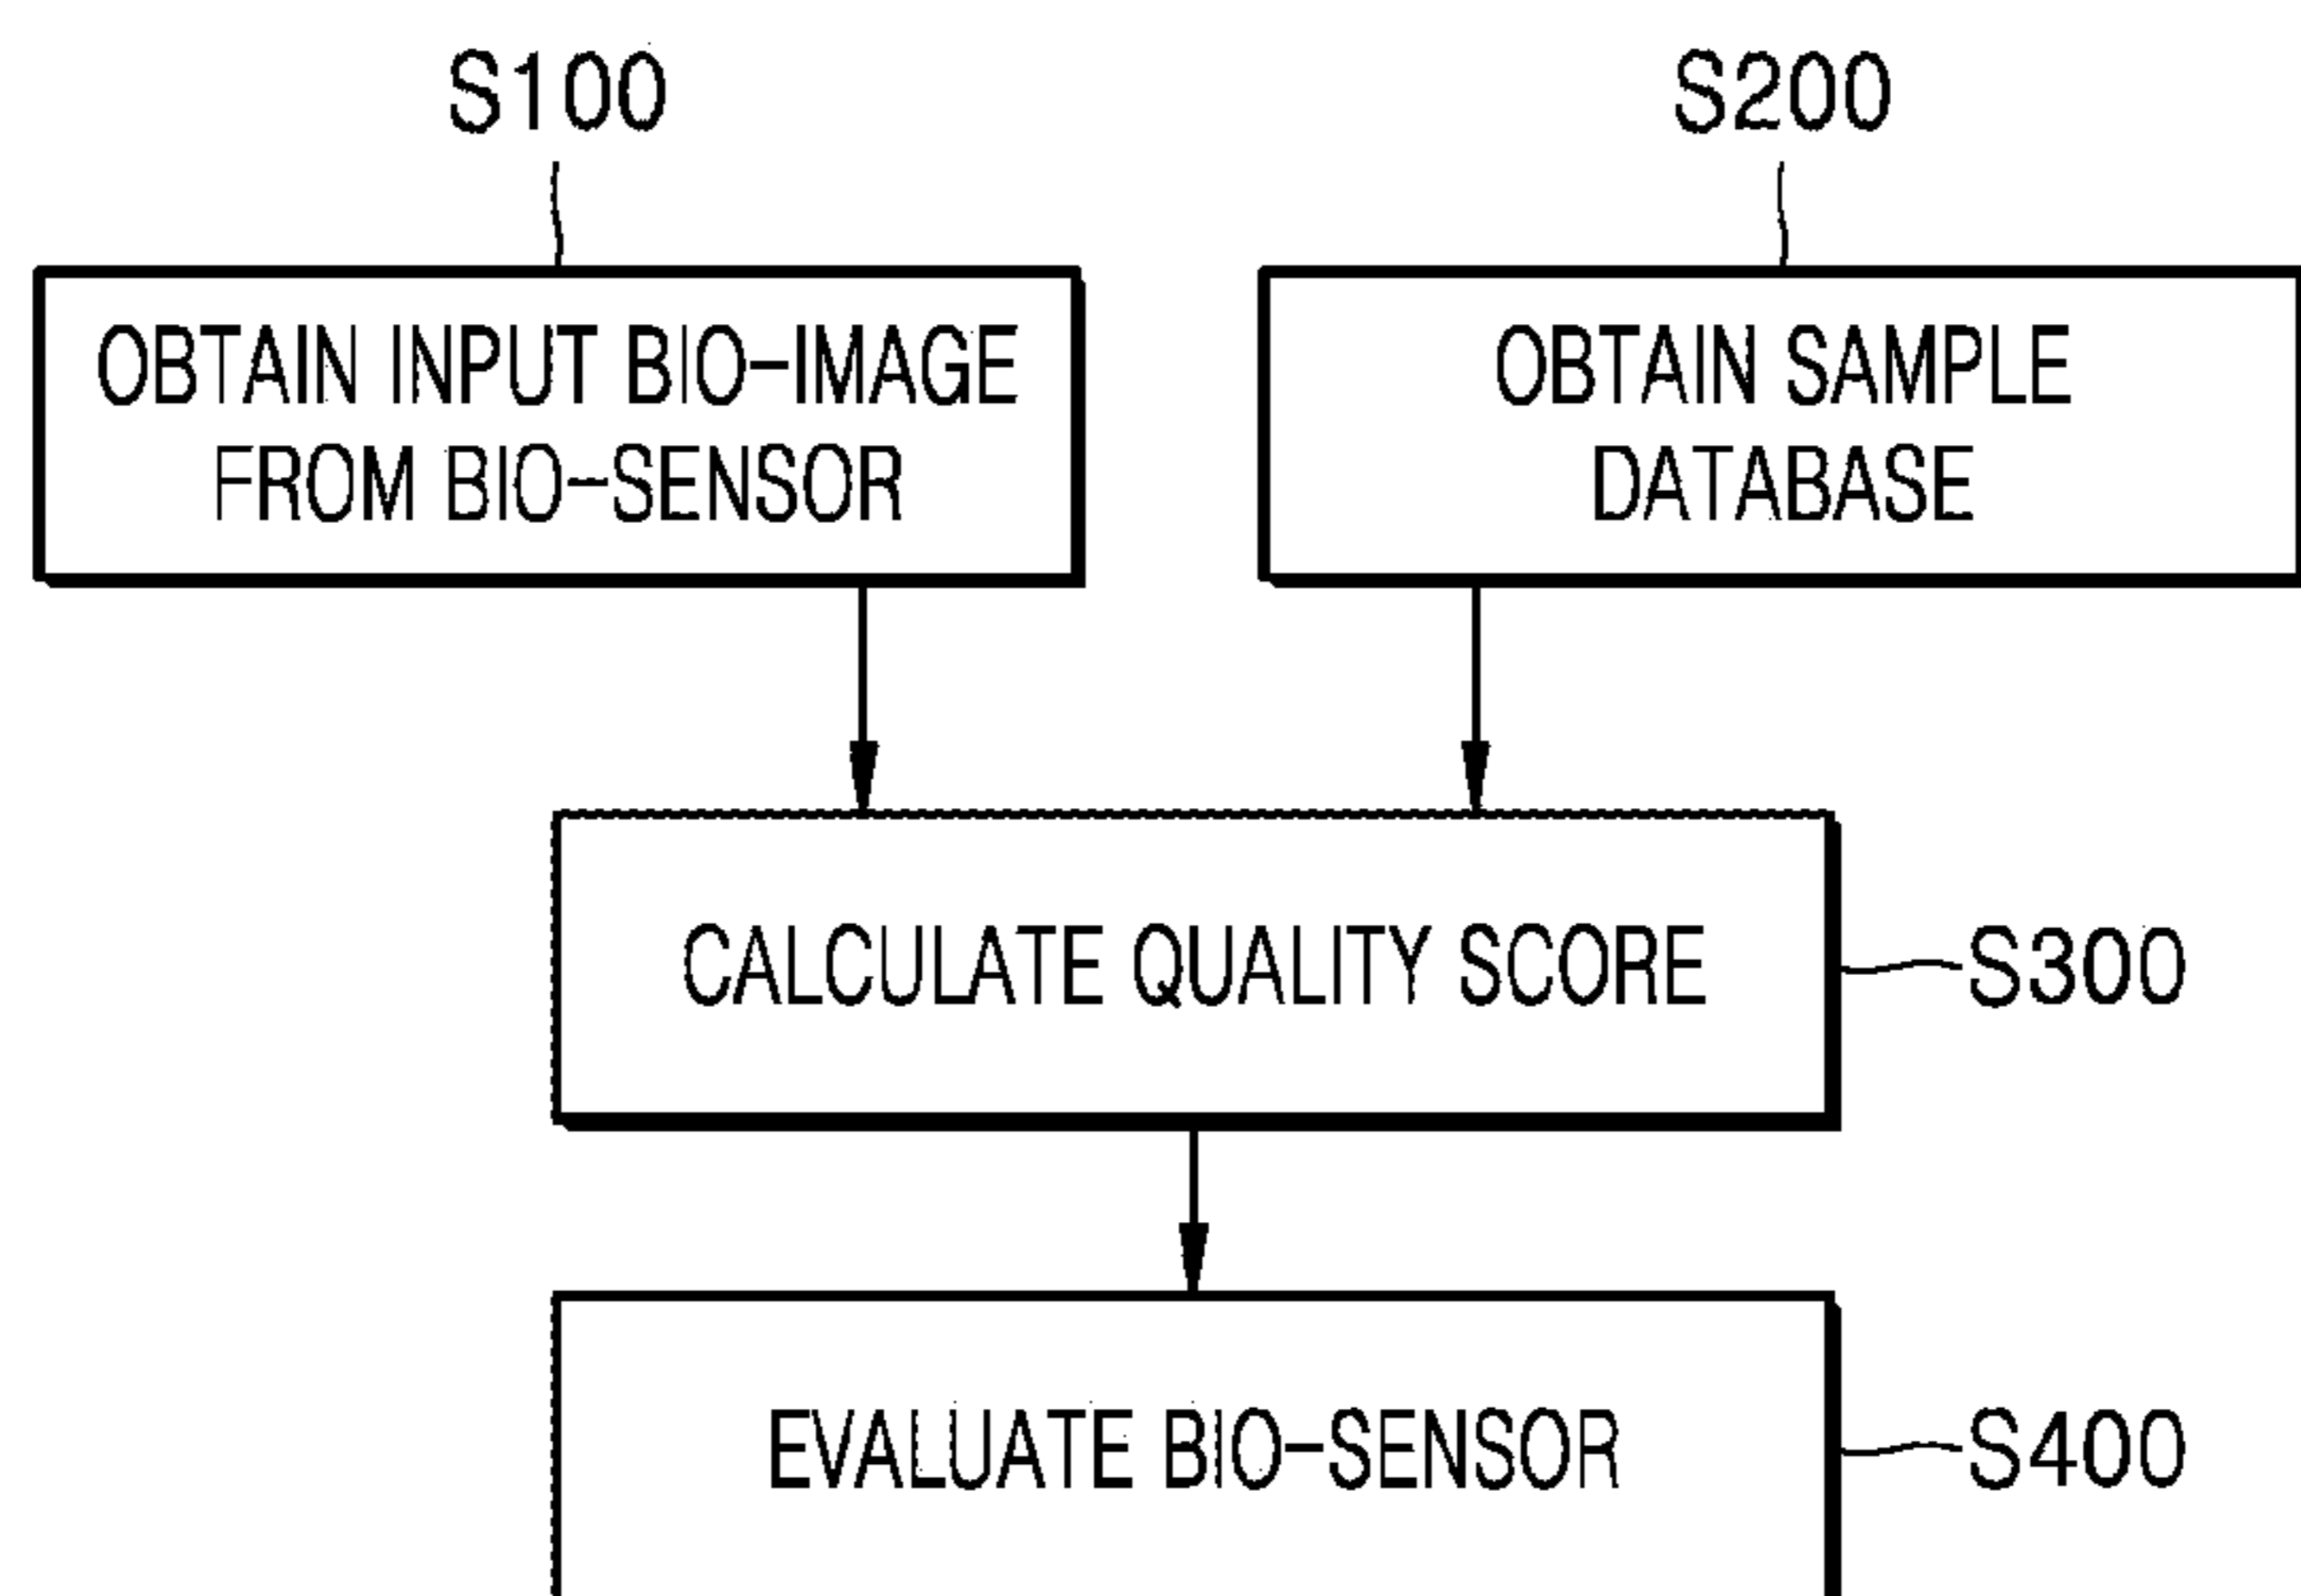 S100
S200
OBTAIN INPUT BIO-IMAGE
FROM BIO-SENSOR
OBTAIN SAMPLE
DATABASE
CALCULATE QUALITY SCORE
S300
EVALUATE BIO-SENSOR
S400